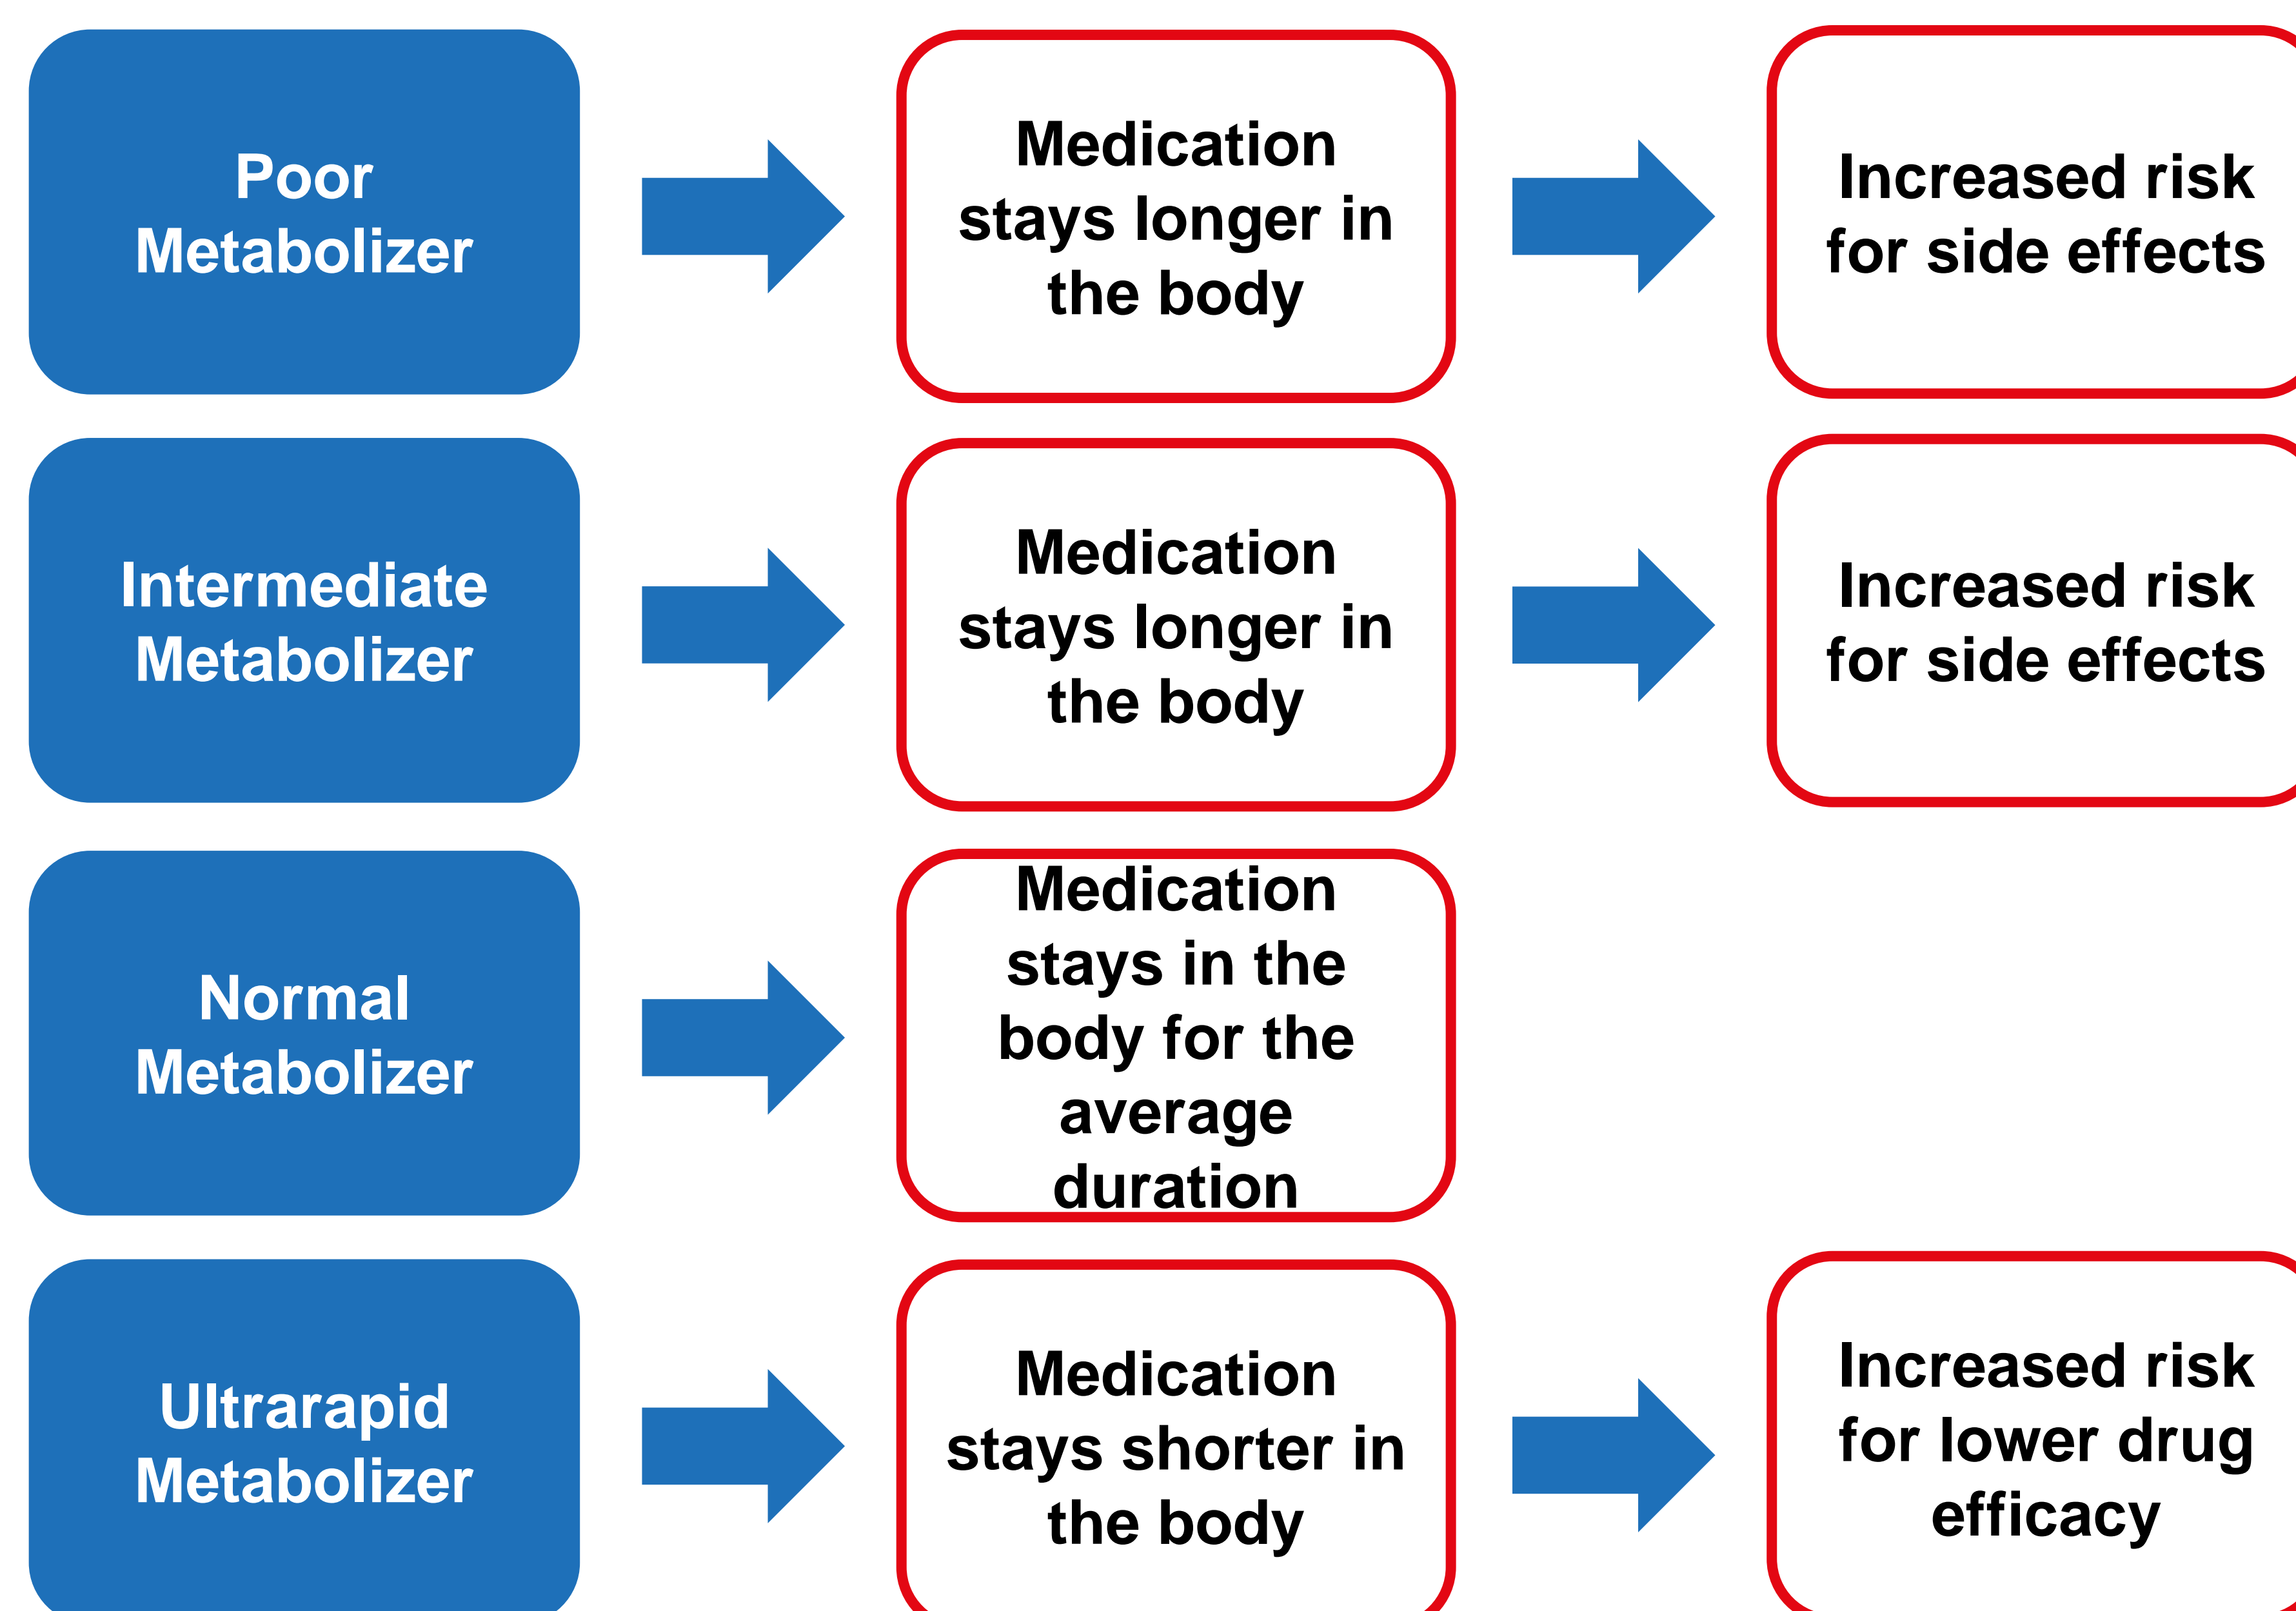 Poor
Metabolizer
Medication
stays longer in
the body
Increased risk
for side effects
Intermediate
Metabolizer
Medication
stays longer in
the body
Increased risk
for side effects
Normal
Metabolizer
Medication
stays in the
body for the
average
duration
Ultrarapid
Metabolizer
Medication
stays shorter in
the body
Increased risk
for lower drug
efficacy